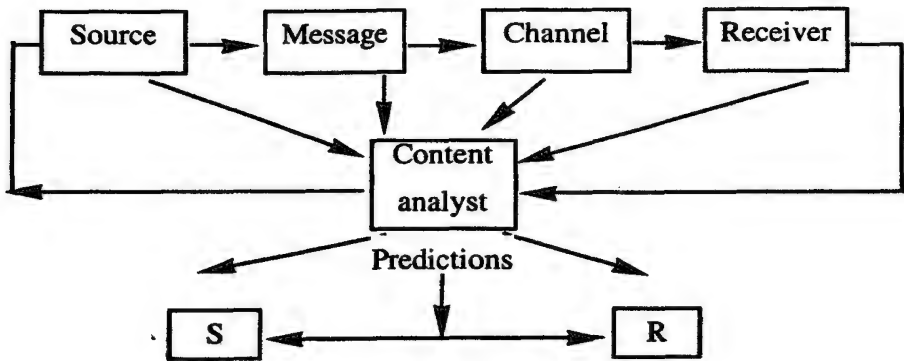 Source
Message
Channel
Receiver
Content
analyst
Predictions
S
R